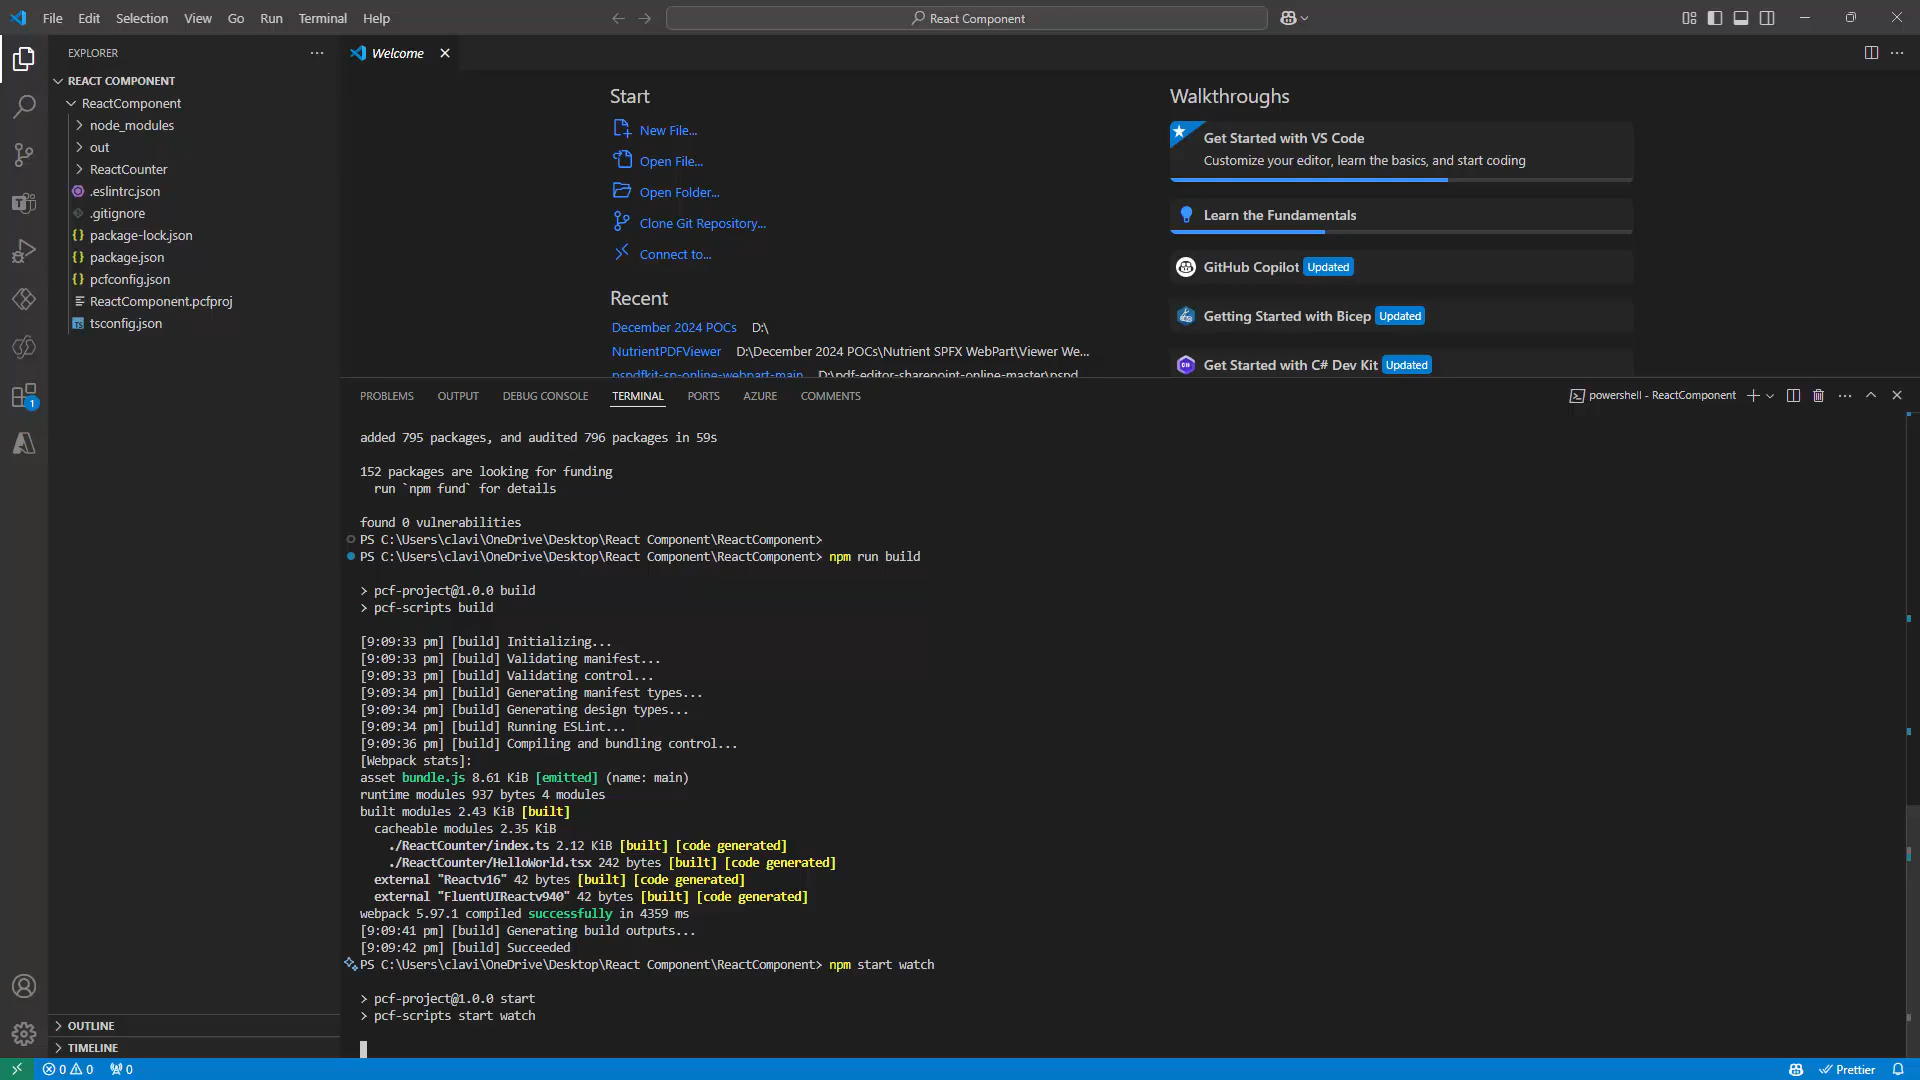 File Edit Selection View Go Run Terminal Help
React Component
EXPLORER
REACT COMPONENT
ReactComponent
node_modules
out
ReactCounter
.eslintrc.json
.gitignore
package-lock.json
package.json
pcfconfig.json
ReactComponent.pcfproj
tsconfig.json
OUTLINE
TIMELINE
Welcome
Start
New File...
Open File...
Open Folder...
Clone Git Repository...
Connect to...
Recent
December 2024 POCs D:\
NutrientPDFViewer D:\December 2024 POCs\Nutrient SPFX WebPart\Viewer We...
pspdfkit-sp-online-webpart-main D:\pdf-editor-sharepoint-online-master\pspd
Walkthroughs
Get Started with VS Code
Customize your editor, learn the basics, and start coding
Learn the Fundamentals
GitHub Copilot Updated
Getting Started with Bicep Updated
Get Started with C# Dev Kit Updated
PROBLEMS OUTPUT DEBUG CONSOLE TERMINAL PORTS AZURE COMMENTS
powershell - ReactComponent
added 795 packages, and audited 796 packages in 59s
152 packages are looking for funding
run `npm fund` for details
found 0 vulnerabilities
PS C:\Users\clavi\OneDrive\Desktop\React Component\ReactComponent>
PS C:\Users\clavi\OneDrive\Desktop\React Component\ReactComponent> npm run build
> pcf-project@1.0.0 build
> pcf-scripts build
[9:09:33 pm] [build] Initializing...
[9:09:33 pm] [build] Validating manifest...
[9:09:33 pm] [build] Validating control...
[9:09:34 pm] [build] Generating manifest types...
[9:09:34 pm] [build] Generating design types...
[9:09:34 pm] [build] Running ESLint...
[9:09:36 pm] [build] Compiling and bundling control...
[Webpack stats]:
asset bundle.js 8.61 KiB [emitted] (name: main)
runtime modules 937 bytes 4 modules
built modules 2.43 KiB [built]
cacheable modules 2.35 KiB
./ReactCounter/index.ts 2.12 KiB [built] [code generated]
./ReactCounter/HelloWorld.tsx 242 bytes [built] [code generated]
external "Reactv16" 42 bytes [built] [code generated]
external "FluentUIReactv940" 42 bytes [built] [code generated]
webpack 5.97.1 compiled successfully in 4359 ms
[9:09:41 pm] [build] Generating build outputs...
[9:09:42 pm] [build] Succeeded
PS C:\Users\clavi\OneDrive\Desktop\React Component\ReactComponent> npm start watch
> pcf-project@1.0.0 start
> pcf-scripts start watch
1
0 0 0
Prettier